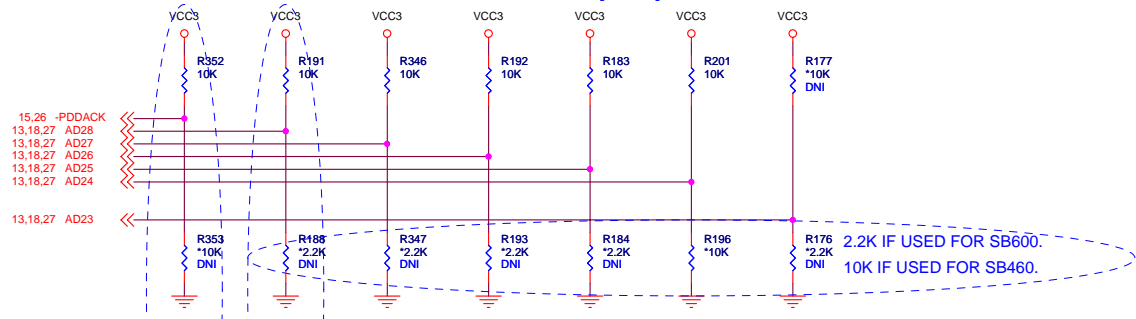 VCC3 VCC3 VCC3 VCC3 VCC3 VCC3 VCC3
R352 R191 R346 R192 R183 R201 R177
10K 10K 10K 10K 10K 10K *10K
DNI
15,26 -PDDACK
13,18,27 AD28
13,18,27 AD27
13,18,27 AD26
13,18,27 AD25
13,18,27 AD24
13,18,27 AD23
R353 R188 R347 R193 R184 R196 R176
*10K *2.2K *2.2K *2.2K *2.2K *10K *2.2K
DNI DNI DNI DNI DNI DNI
2.2K IF USED FOR SB600.
10K IF USED FOR SB460.